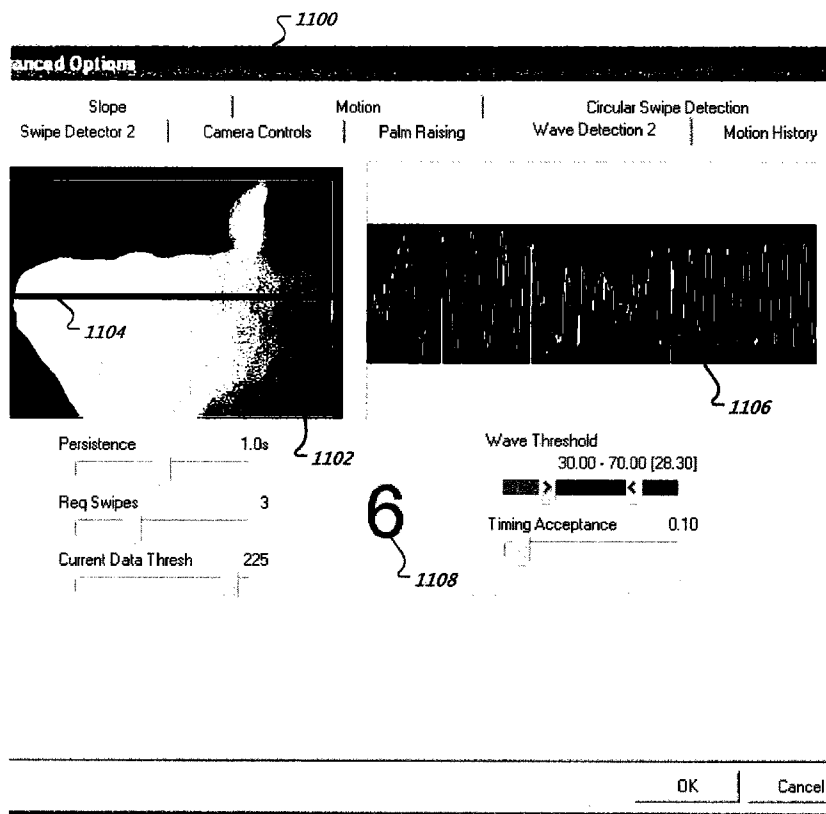 1100
anced Options
Slope | Motion | Circular Swipe Detection
Swipe Detector 2 | Camera Controls | Palm Raising Wave Detection 2 | Motion History
1104
1106
1102
Persistence 1.0s
Req Swipes 3
Current Data Thresh 225
6
1108
Wave Threshold
30.00 - 70.00 [28.30]
> <
Timing Acceptance 0.10
OK Cancel